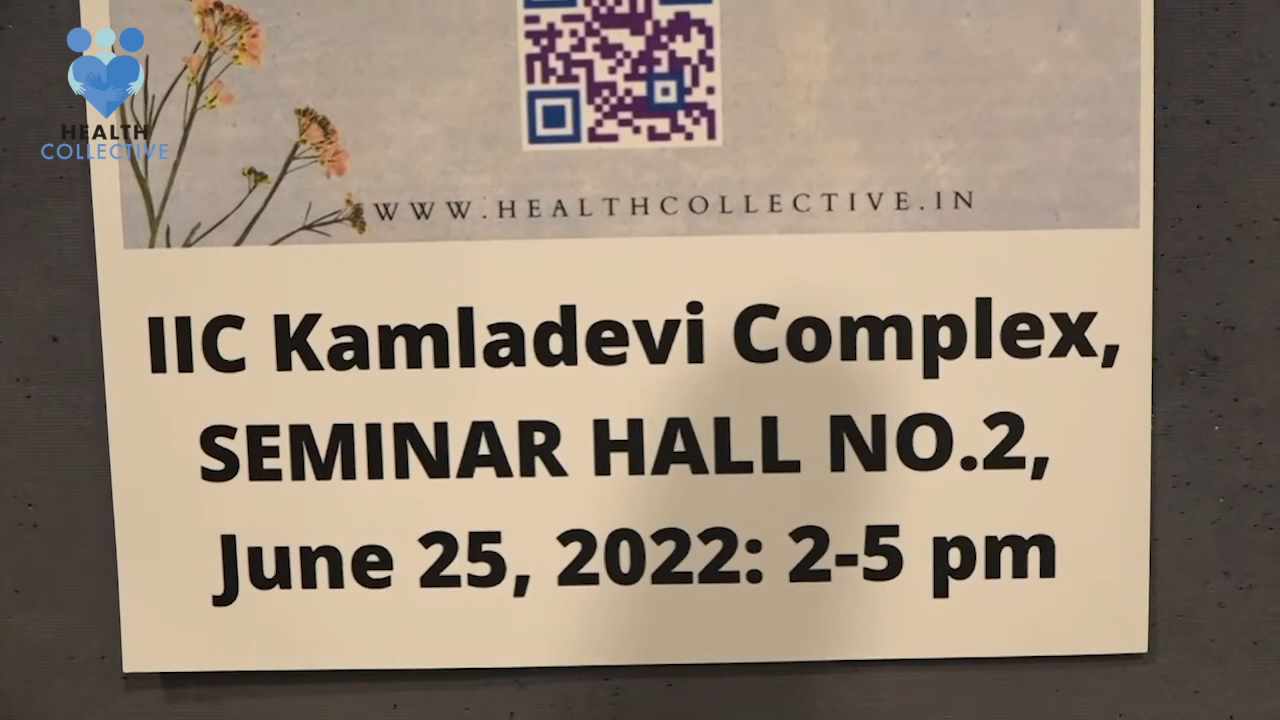 HEALTH
COLLECTIVE
WWW.HEALTHCOLLECTIVE.IN
IIC Kamladevi Complex,
SEMINAR HALL NO.2,
June 25, 2022: 2-5 pm